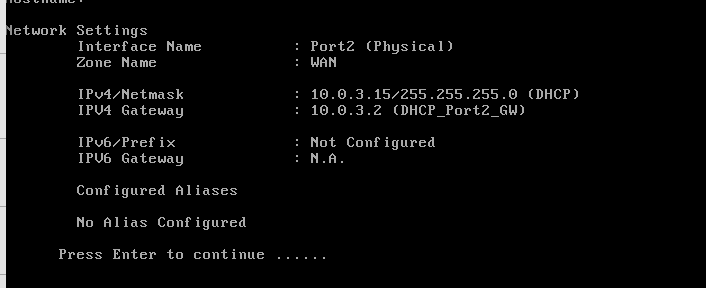 Hostname:
Network Settings
Interface Name : Port2 (Physical)
Zone Name : WAN
IPv4/Netmask : 10.0.3.15/255.255.255.0 (DHCP)
IPV4 Gateway : 10.0.3.2 (DHCP_Port2_GW)
IPv6/Prefix : Not Configured
IPV6 Gateway : N.A.
Configured Aliases
No Alias Configured
Press Enter to continue ......